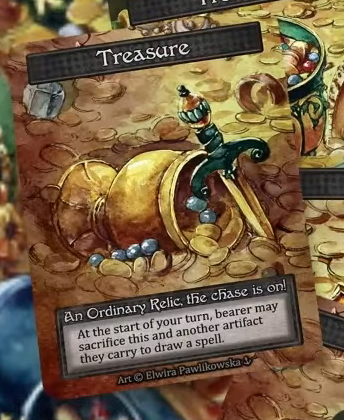 Treasure
An Ordinary Relic, the chase is on!
At the start of your turn, bearer may
sacrifice this and another artifact
they carry to draw a spell.
Art © Elwira Pawlikowska